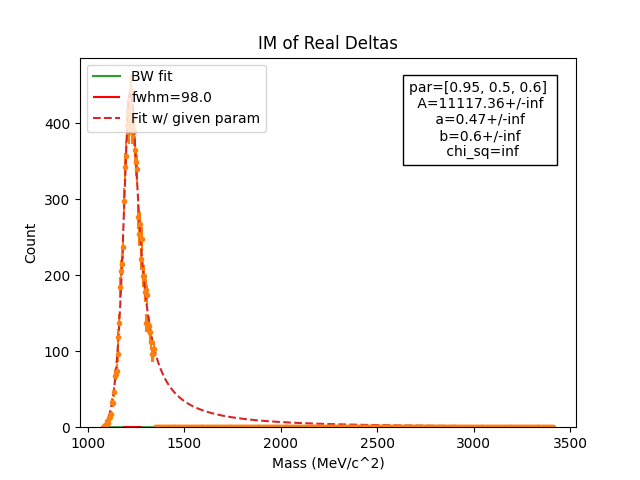 IM of Real Deltas
BW fit
fwhm=98.0
Fit w/ given param
par=[0.95, 0.5, 0.6]
A=11117.36+/-inf
a=0.47+/-inf
b=0.6+/-inf
chi_sq=inf
Count
400
300
200
100
0
1000 1500 2000 2500 3000 3500
Mass (MeV/c^2)